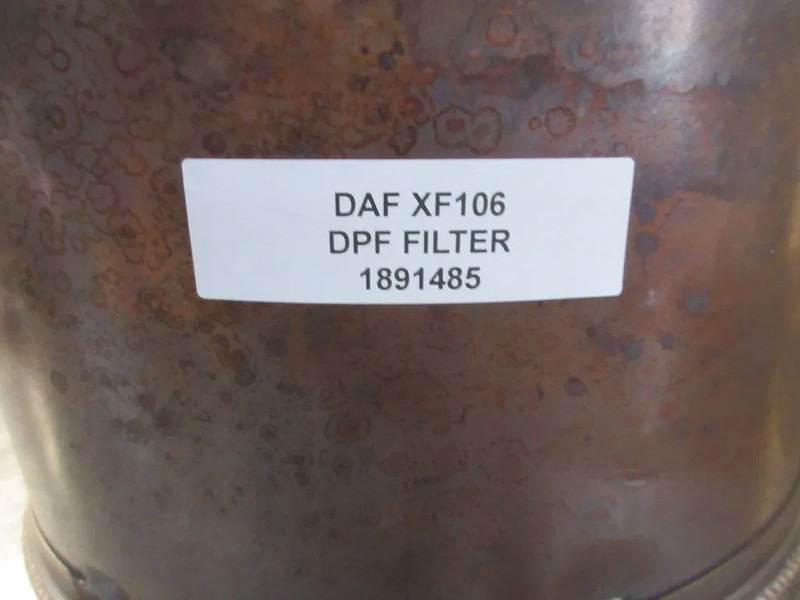 DAF XF106
DPF FILTER
1891485